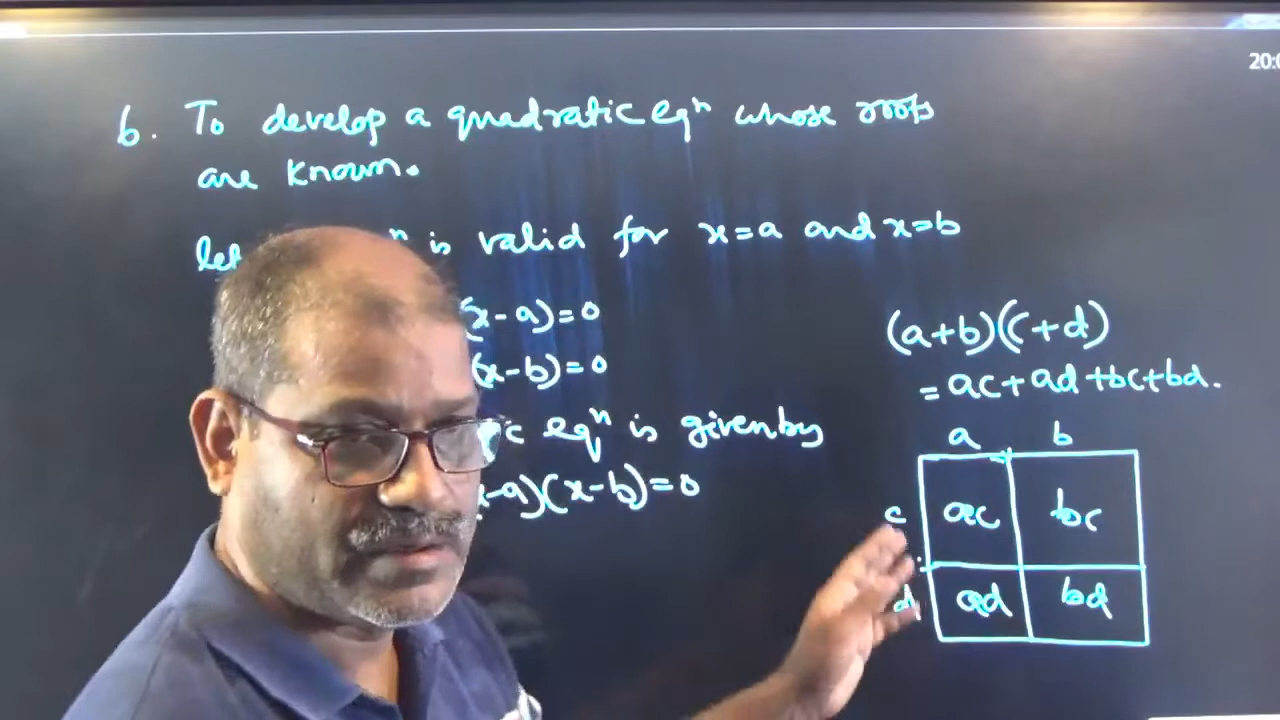 20:0
6. To develop a quadratic eqⁿ whose roots
are known.
let ⁿ is valid for x=a and x=b
(x-a)=0
(x-b)=0
c eqⁿ is given by
-a)(x-b)=0
(a+b)(c+d)
= ac+ad+bc+bd.
a b
c ac bc
d ad bd